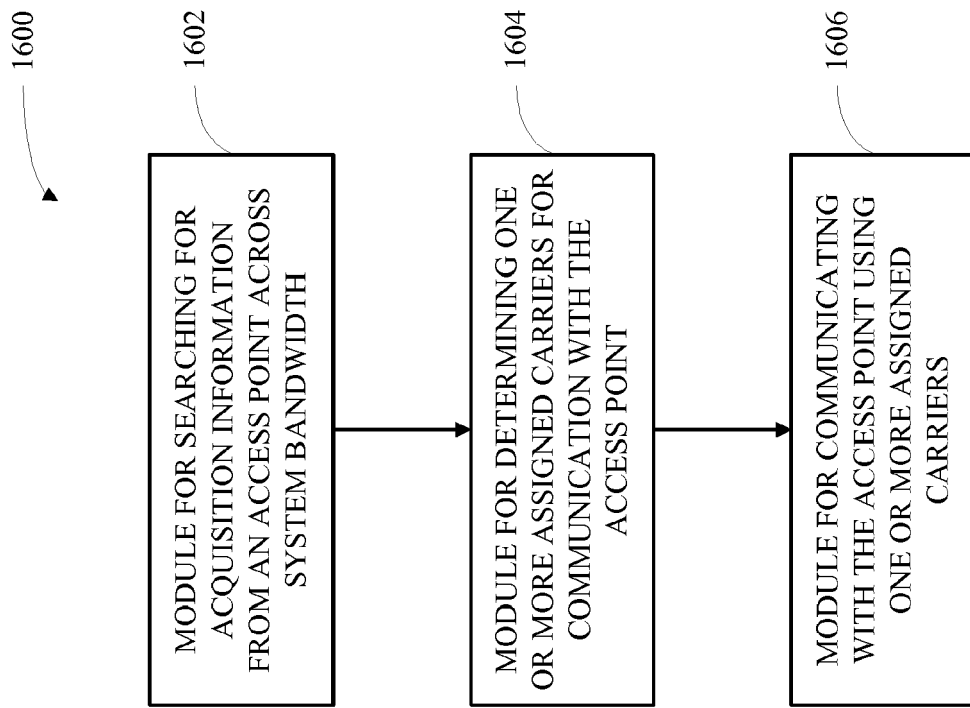 1600
1602
MODULE FOR SEARCHING FOR
ACQUISITION INFORMATION
FROM AN ACCESS POINT ACROSS
SYSTEM BANDWIDTH
1604
MODULE FOR DETERMINING ONE
OR MORE ASSIGNED CARRIERS FOR
COMMUNICATION WITH THE
ACCESS POINT
1606
MODULE FOR COMMUNICATING
WITH THE ACCESS POINT USING
ONE OR MORE ASSIGNED
CARRIERS